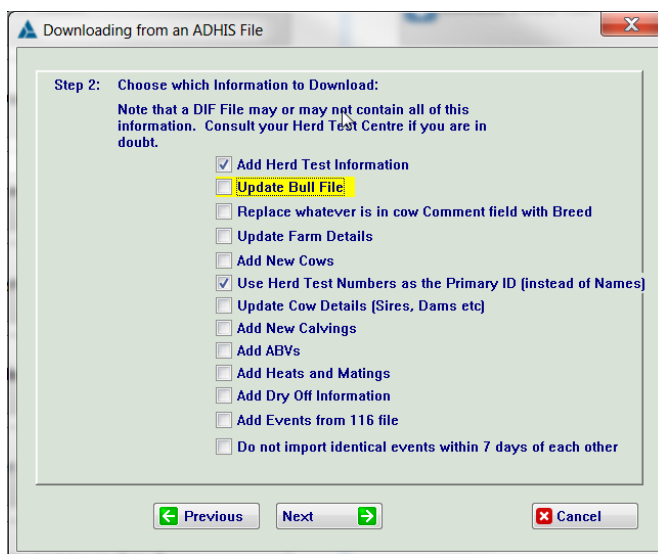 Downloading from an ADHIS File
Step 2: Choose which Information to Download:
Note that a DIF File may or may not contain all of this
information. Consult your Herd Test Centre if you are in
doubt.
Add Herd Test Information
Update Bull File
Replace whatever is in cow Comment field with Breed
Update Farm Details
Add New Cows
Use Herd Test Numbers as the Primary ID (instead of Names)
Update Cow Details (Sires, Dams etc)
Add New Calvings
Add ABVs
Add Heats and Matings
Add Dry Off Information
Add Events from 116 file
Do not import identical events within 7 days of each other
Previous Next Cancel